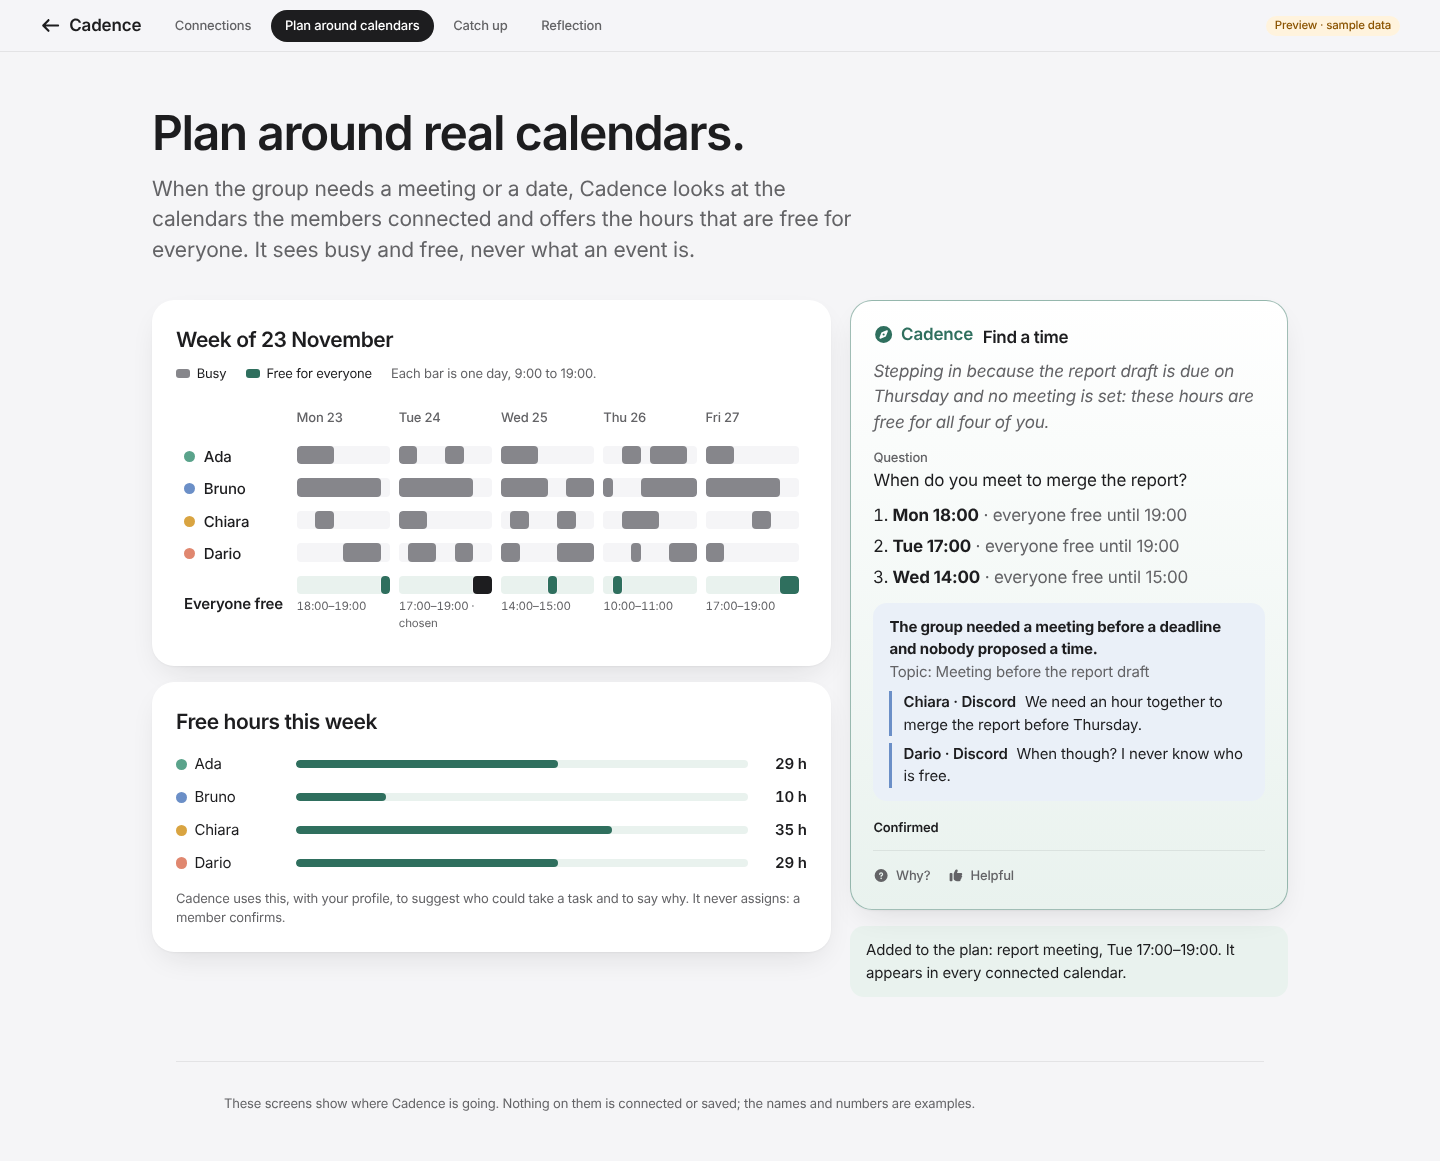 Cadence
Connections
Plan around calendars
Catch up
Reflection
Preview · sample data
Plan around real calendars.
When the group needs a meeting or a date, Cadence looks at the
calendars the members connected and offers the hours that are free for
everyone. It sees busy and free, never what an event is.
Week of 23 November
Busy
Free for everyone
Each bar is one day, 9:00 to 19:00.
Mon 23
Tue 24
Wed 25
Thu 26
Fri 27
Ada
Bruno
Chiara
Dario
Everyone free
18:00–19:00
17:00–19:00 ·
chosen
14:00–15:00
10:00–11:00
17:00–19:00
Free hours this week
Ada 29 h
Bruno 10 h
Chiara 35 h
Dario 29 h
Cadence uses this, with your profile, to suggest who could take a task and to say why. It never assigns: a
member confirms.
Cadence Find a time
Stepping in because the report draft is due on
Thursday and no meeting is set: these hours are
free for all four of you.
Question
When do you meet to merge the report?
1. Mon 18:00 · everyone free until 19:00
2. Tue 17:00 · everyone free until 19:00
3. Wed 14:00 · everyone free until 15:00
The group needed a meeting before a deadline
and nobody proposed a time.
Topic: Meeting before the report draft
Chiara · Discord We need an hour together to
merge the report before Thursday.
Dario · Discord When though? I never know who
is free.
Confirmed
Why?
Helpful
Added to the plan: report meeting, Tue 17:00–19:00. It
appears in every connected calendar.
These screens show where Cadence is going. Nothing on them is connected or saved; the names and numbers are examples.